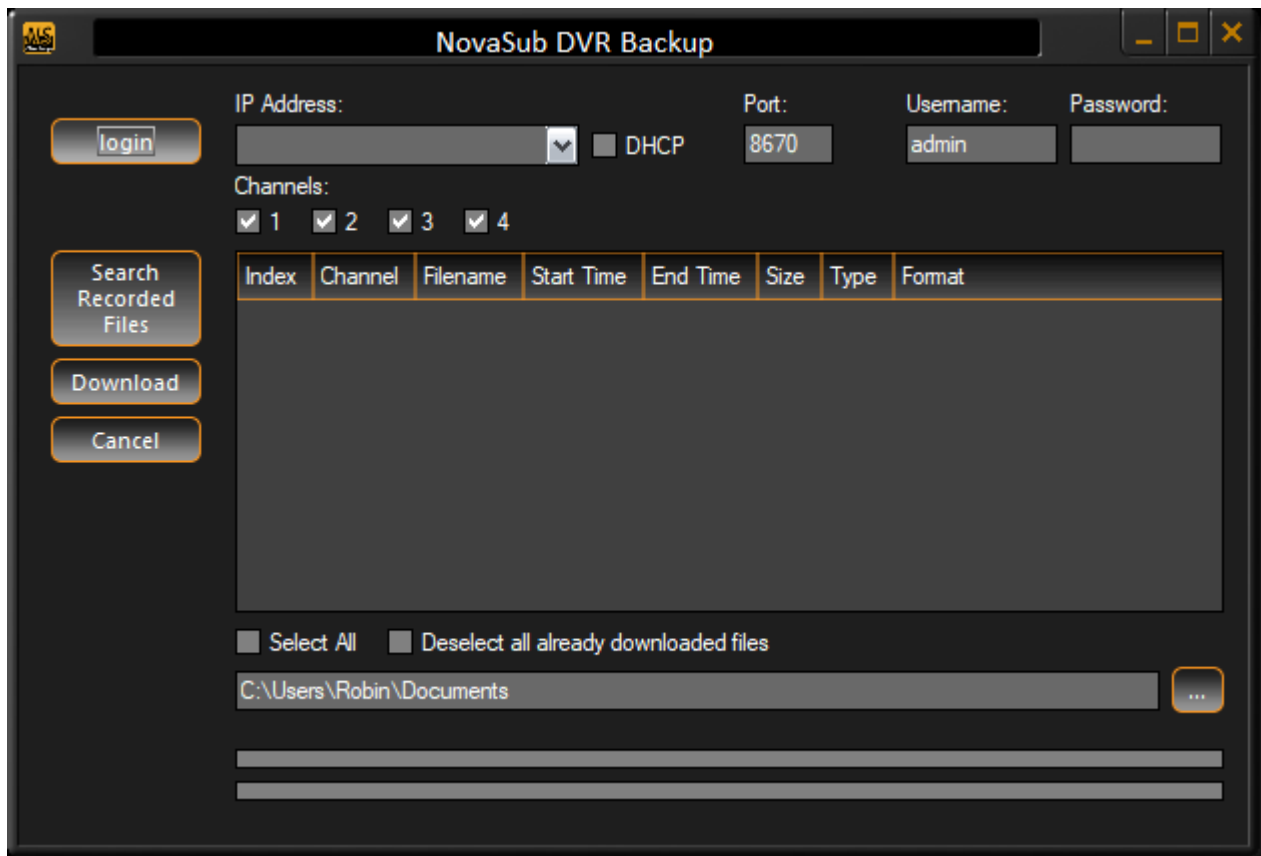 NovaSub DVR Backup
IP Address: Port: Username: Password:
login DHCP 8670 admin
Channels:
1 2 3 4
Search
Recorded
Files
Index Channel Filename Start Time End Time Size Type Format
Download
Cancel
Select All Deselect all already downloaded files
C:\Users\Robin\Documents ...